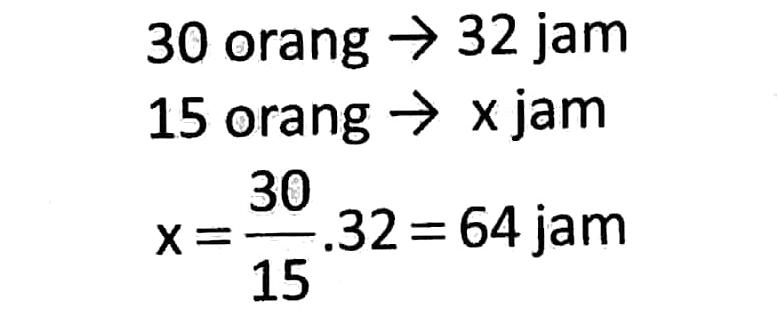 30 orang → 32 jam
15 orang → x jam
x = 30/15 .32 = 64 jam